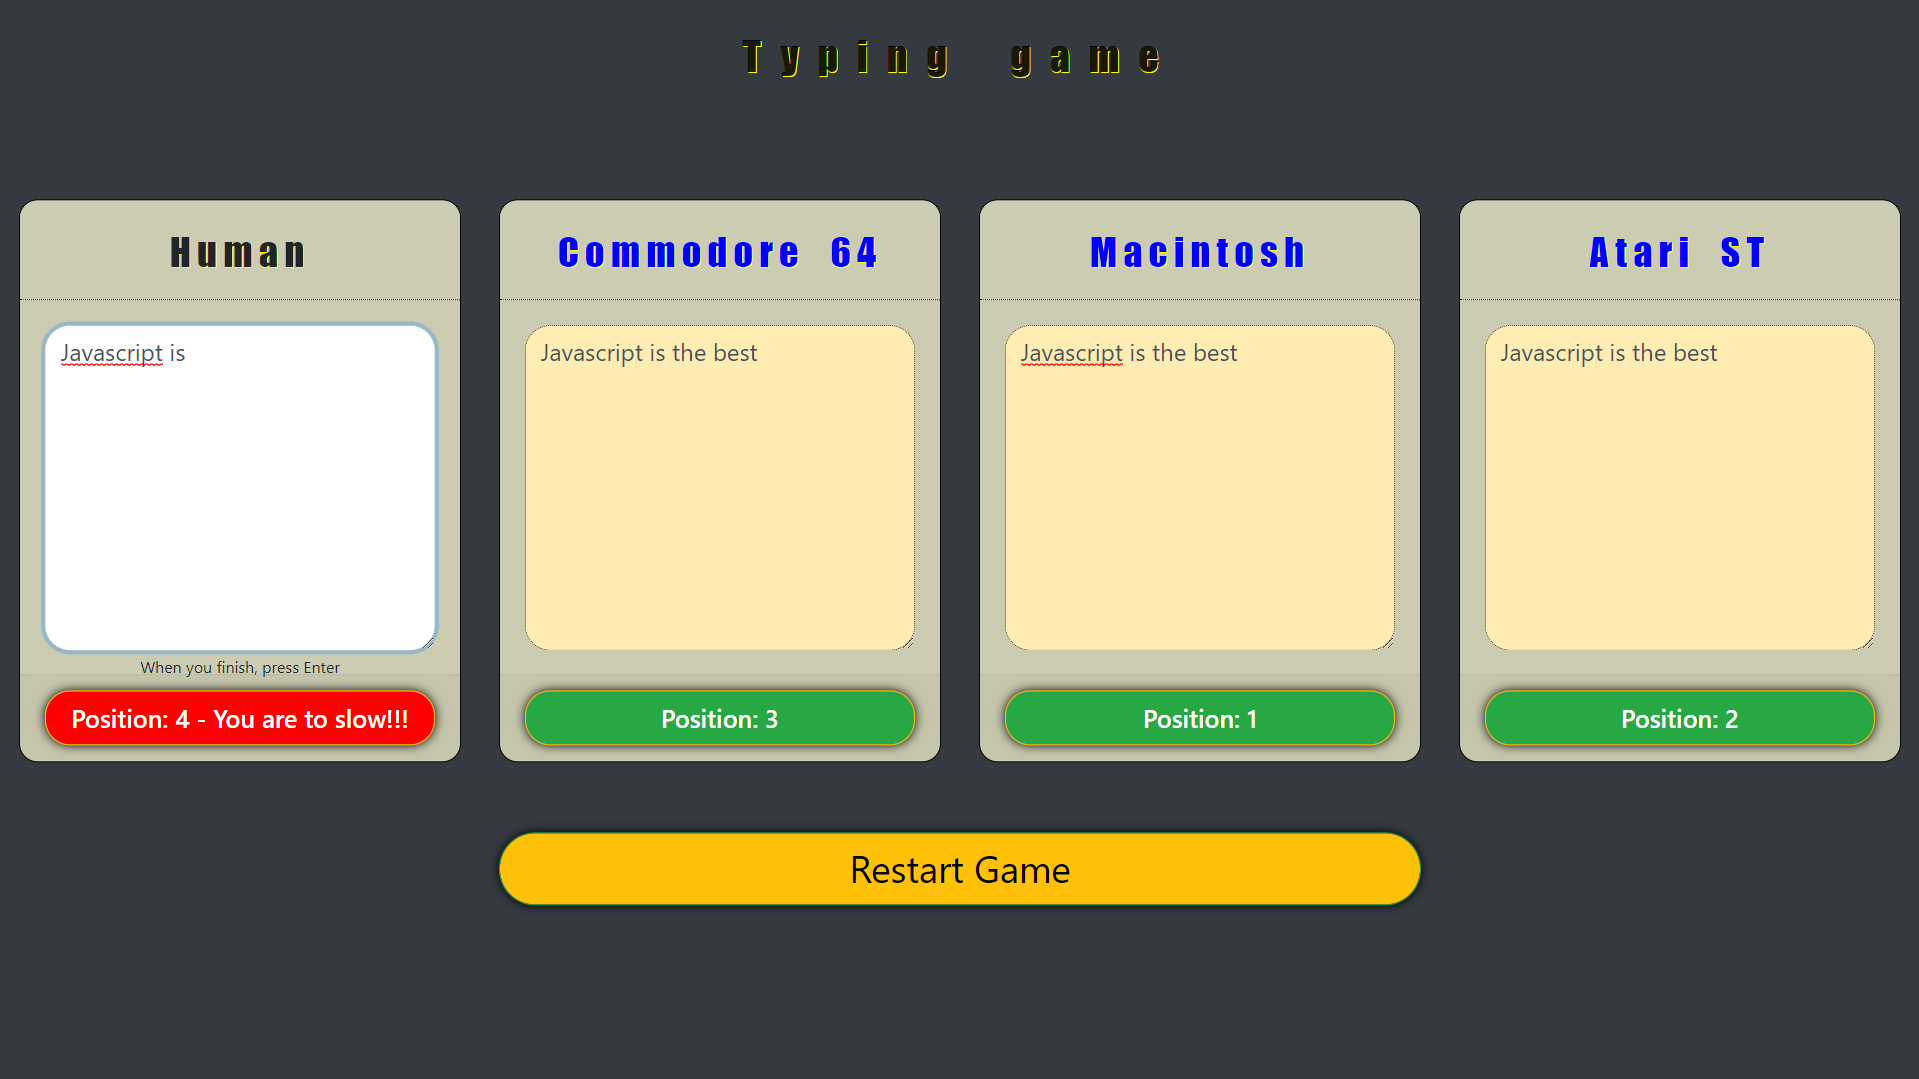 Typing game
Human
Javascript is
When you finish, press Enter
Position: 4 - You are to slow!!!
Commodore 64
Javascript is the best
Position: 3
Macintosh
Javascript is the best
Position: 1
Atari ST
Javascript is the best
Position: 2
Restart Game